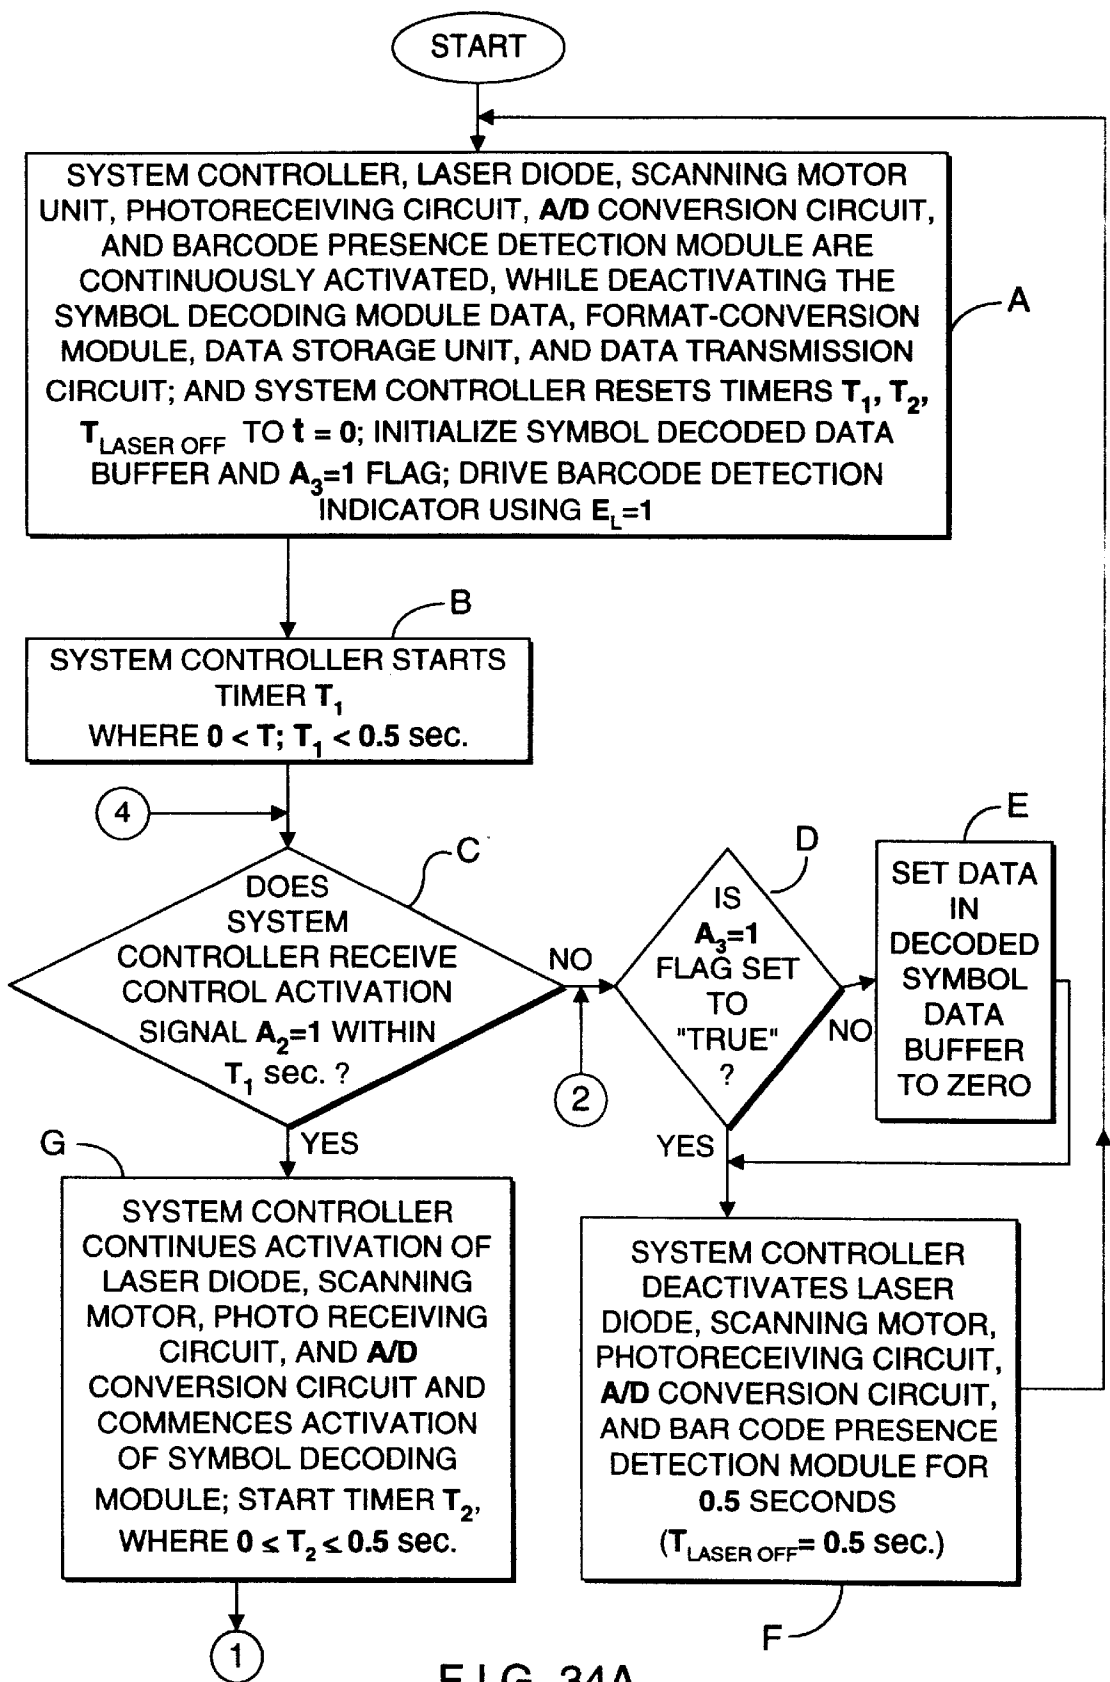 START
SYSTEM CONTROLLER, LASER DIODE, SCANNING MOTOR
UNIT, PHOTORECEIVING CIRCUIT, A/D CONVERSION CIRCUIT,
AND BARCODE PRESENCE DETECTION MODULE ARE
CONTINUOUSLY ACTIVATED, WHILE DEACTIVATING THE
SYMBOL DECODING MODULE DATA, FORMAT-CONVERSION
MODULE, DATA STORAGE UNIT, AND DATA TRANSMISSION
CIRCUIT; AND SYSTEM CONTROLLER RESETS TIMERS T1, T2,
TLASER OFF TO t = 0; INITIALIZE SYMBOL DECODED DATA
BUFFER AND A3=1 FLAG; DRIVE BARCODE DETECTION
INDICATOR USING EL=1
A
B
SYSTEM CONTROLLER STARTS
TIMER T1
WHERE 0 < T; T1 < 0.5 sec.
4
C
DOES
SYSTEM
CONTROLLER RECEIVE
CONTROL ACTIVATION
SIGNAL A2=1 WITHIN
T1 sec. ?
NO
2
YES
D
IS
A3=1
FLAG SET
TO
"TRUE"
?
NO
YES
E
SET DATA
IN
DECODED
SYMBOL
DATA
BUFFER
TO ZERO
G
SYSTEM CONTROLLER
CONTINUES ACTIVATION OF
LASER DIODE, SCANNING
MOTOR, PHOTO RECEIVING
CIRCUIT, AND A/D
CONVERSION CIRCUIT AND
COMMENCES ACTIVATION
OF SYMBOL DECODING
MODULE; START TIMER T2,
WHERE 0 ≤ T2 ≤ 0.5 sec.
1
SYSTEM CONTROLLER
DEACTIVATES LASER
DIODE, SCANNING MOTOR,
PHOTORECEIVING CIRCUIT,
A/D CONVERSION CIRCUIT,
AND BAR CODE PRESENCE
DETECTION MODULE FOR
0.5 SECONDS
(TLASER OFF= 0.5 sec.)
F
FIG. 34A